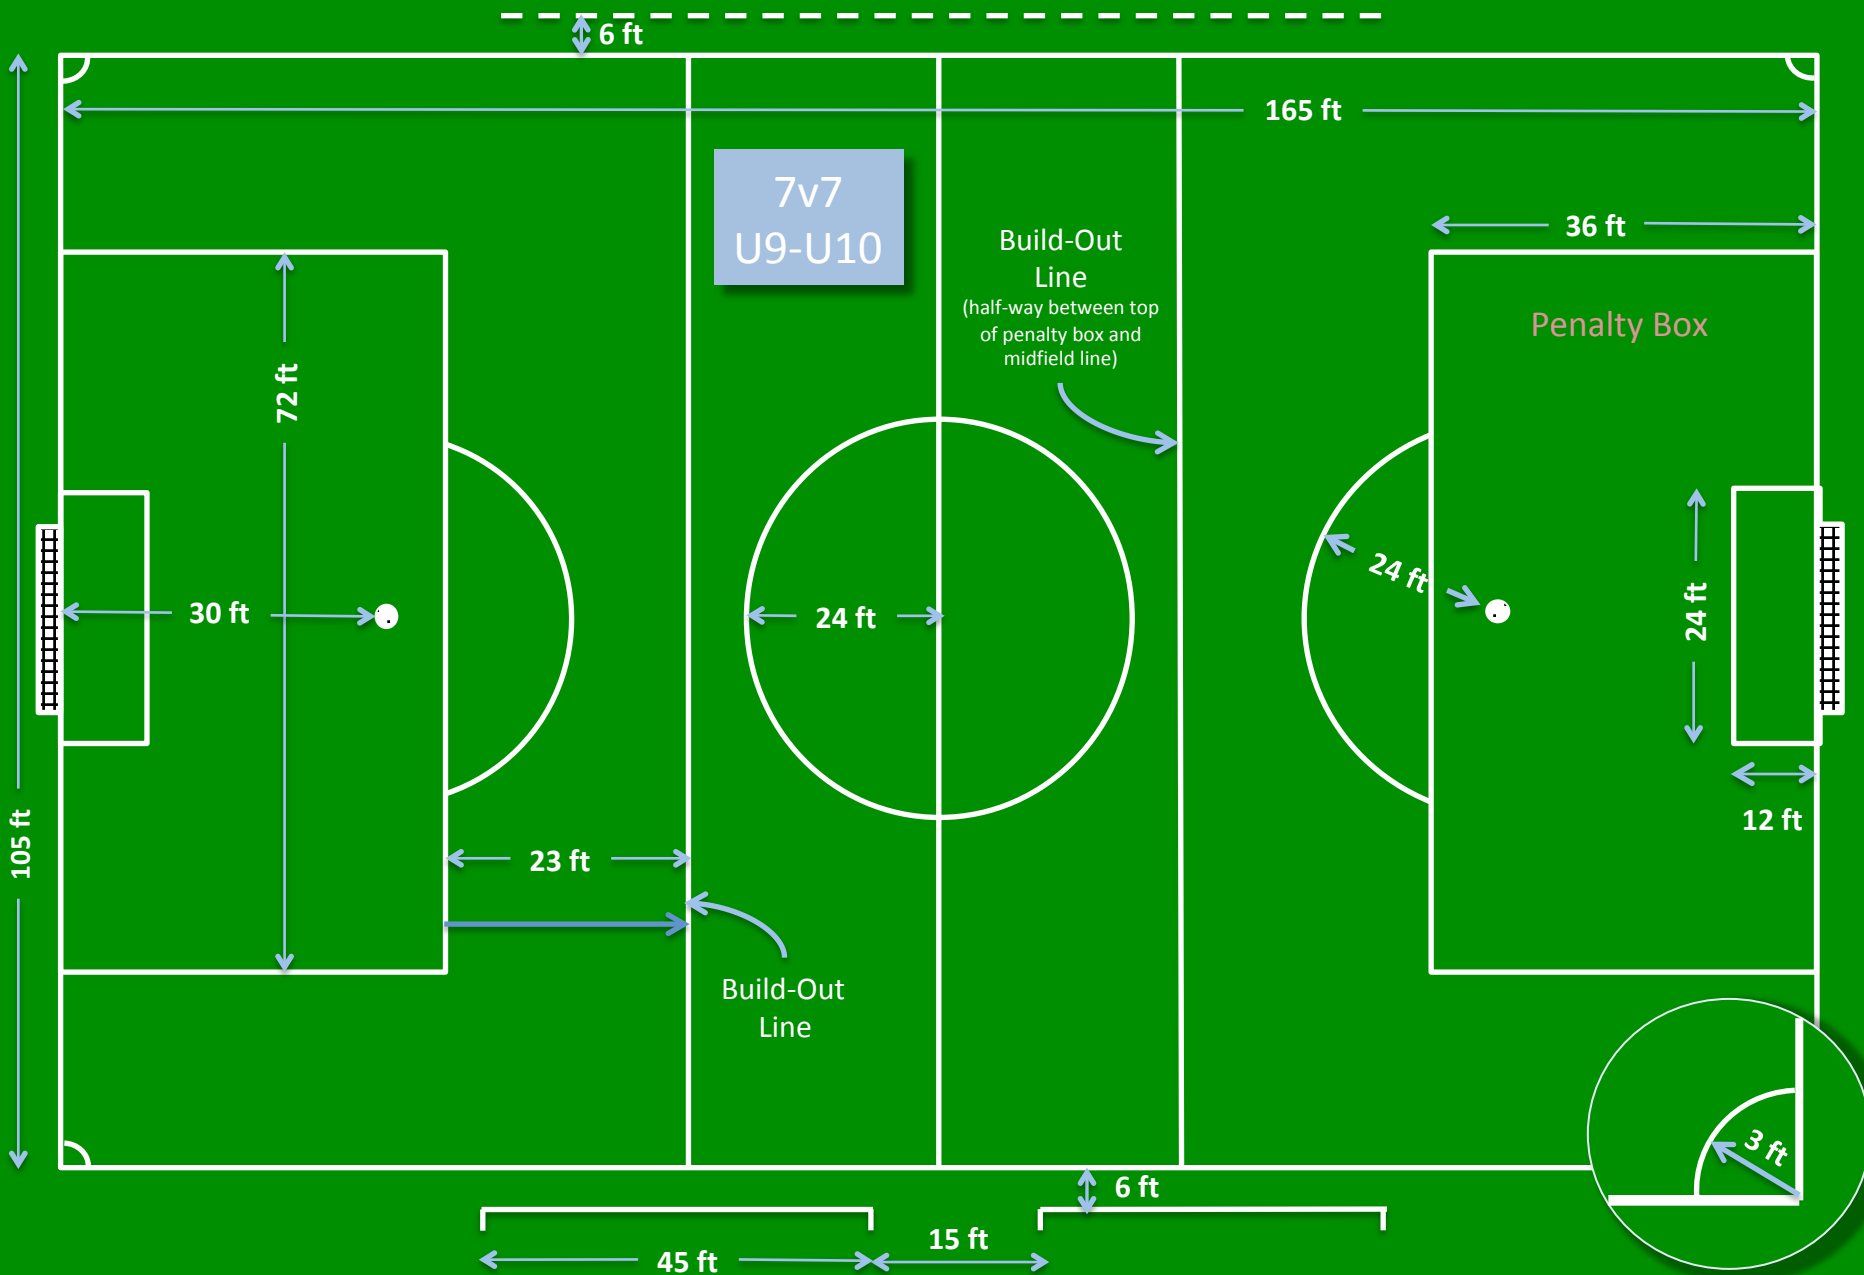 6 ft
165 ft
7v7
U9-U10
36 ft
Build-Out
Line
(half-way between top
of penalty box and
midfield line)
Penalty Box
72 ft
24 ft
30 ft
24 ft
24 ft
12 ft
105 ft
23 ft
Build-Out
Line
3 ft
6 ft
15 ft
45 ft